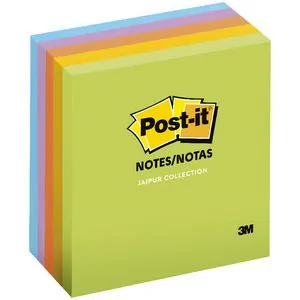 Post-it
NOTES/NOTAS
JAIPUR COLLECTION
3M